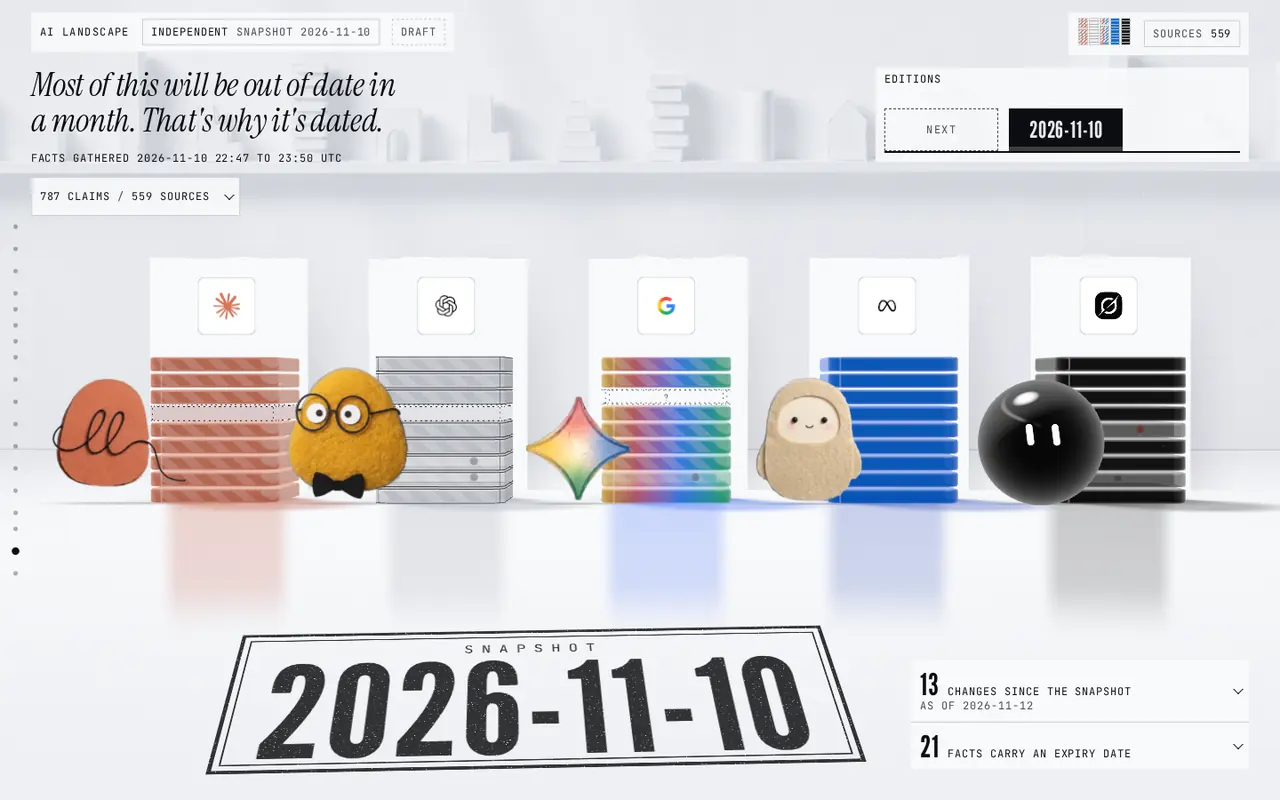 AI LANDSCAPE
INDEPENDENT SNAPSHOT 2026-11-10
DRAFT
SOURCES 559
Most of this will be out of date in
a month. That's why it's dated.
FACTS GATHERED 2026-11-10 22:47 TO 23:50 UTC
EDITIONS
NEXT
2026-11-10
787 CLAIMS / 559 SOURCES
?
SNAPSHOT
2026-11-10
13 CHANGES SINCE THE SNAPSHOT
AS OF 2026-11-12
21 FACTS CARRY AN EXPIRY DATE